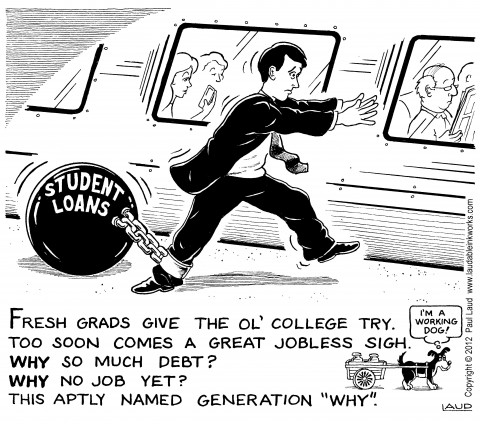 STUDENT
LOANS
FRESH GRADS GIVE THE OL' COLLEGE TRY.
TOO SOON COMES A GREAT JOBLESS SIGH.
WHY SO MUCH DEBT?
WHY NO JOB YET?
THIS APTLY NAMED GENERATION "WHY".
I'M A
WORKING
DOG!
LAUD
Copyright © 2012 Paul Laud www.laudableinkworks.com